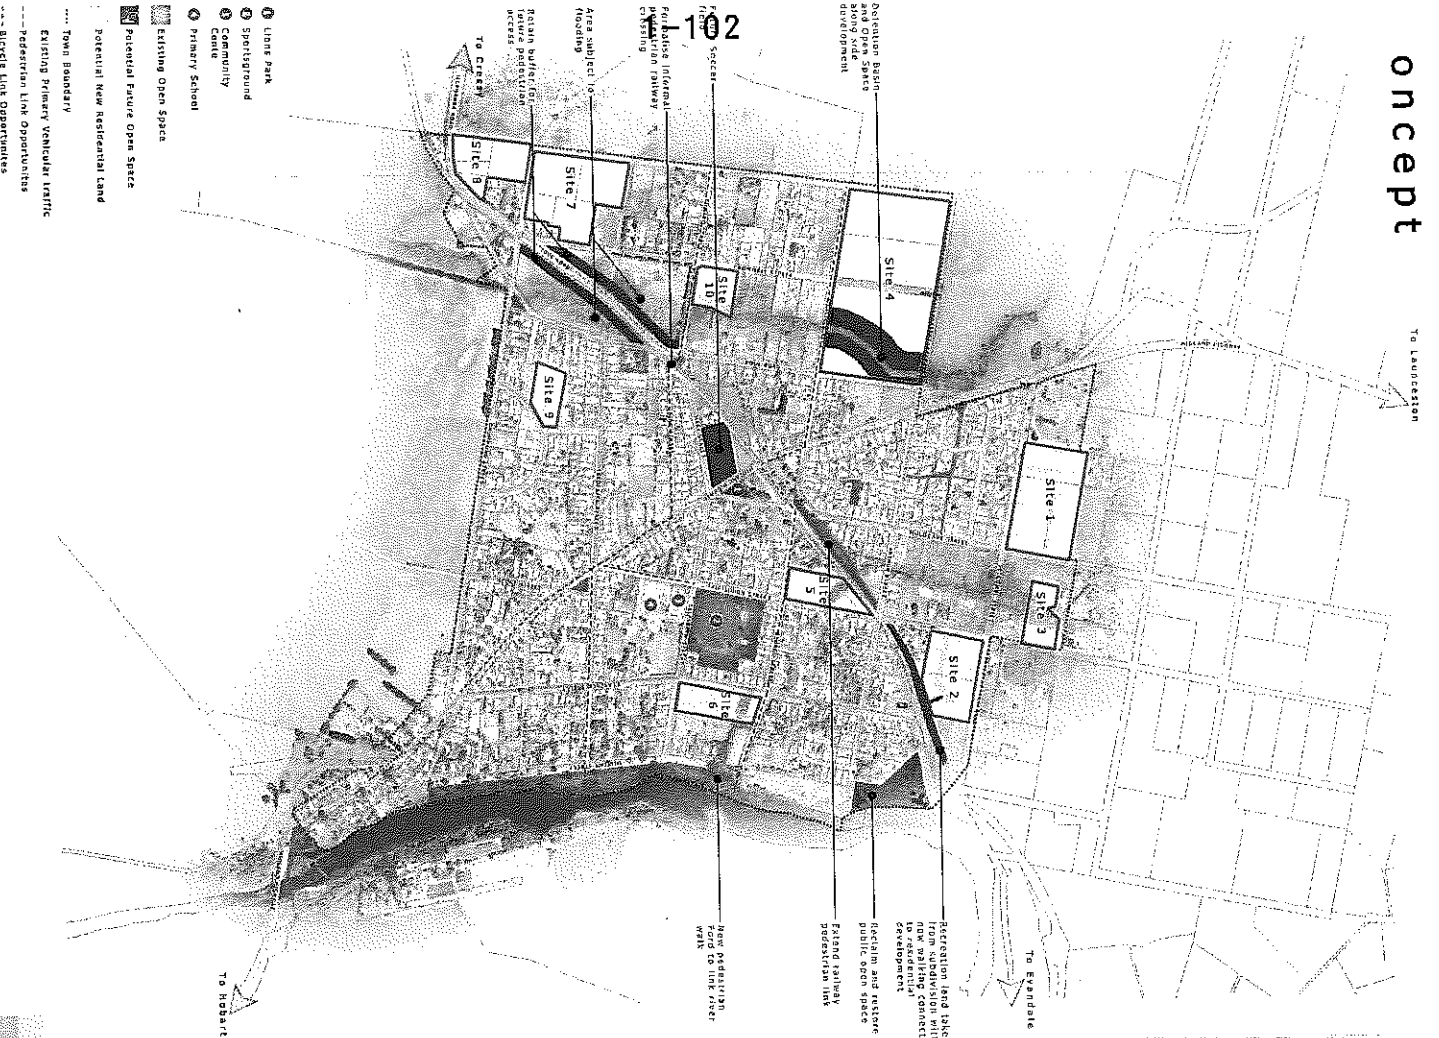 oncept
1-102
To Launceston
Detention Basin
and Open Space
along side
development
Soccer
field
Formalise informal
pedestrian railway
crossing
Area subject to
flooding
Retain buffer for
future pedestrian
access
To Cressy
Site 8
Site 7
Site 10
Site 4
Site 9
Site 1
Site 3
Site 5
Site 2
Site 6
Recreation land take
from subdivision with
new walking connect
to residential
development
Reclaim and restore
public open space
Extend railway
pedestrian link
New pedestrian
ford to link river
walk
To Evandale
To Hobart
Lions Park
Sportsground
Community
Centre
Primary School
Existing Open Space
Potential Future Open Space
Potential New Residential Land
Town Boundary
Existing Primary Vehicular Traffic
Pedestrian Link Opportunities
Bicycle Link Opportunites